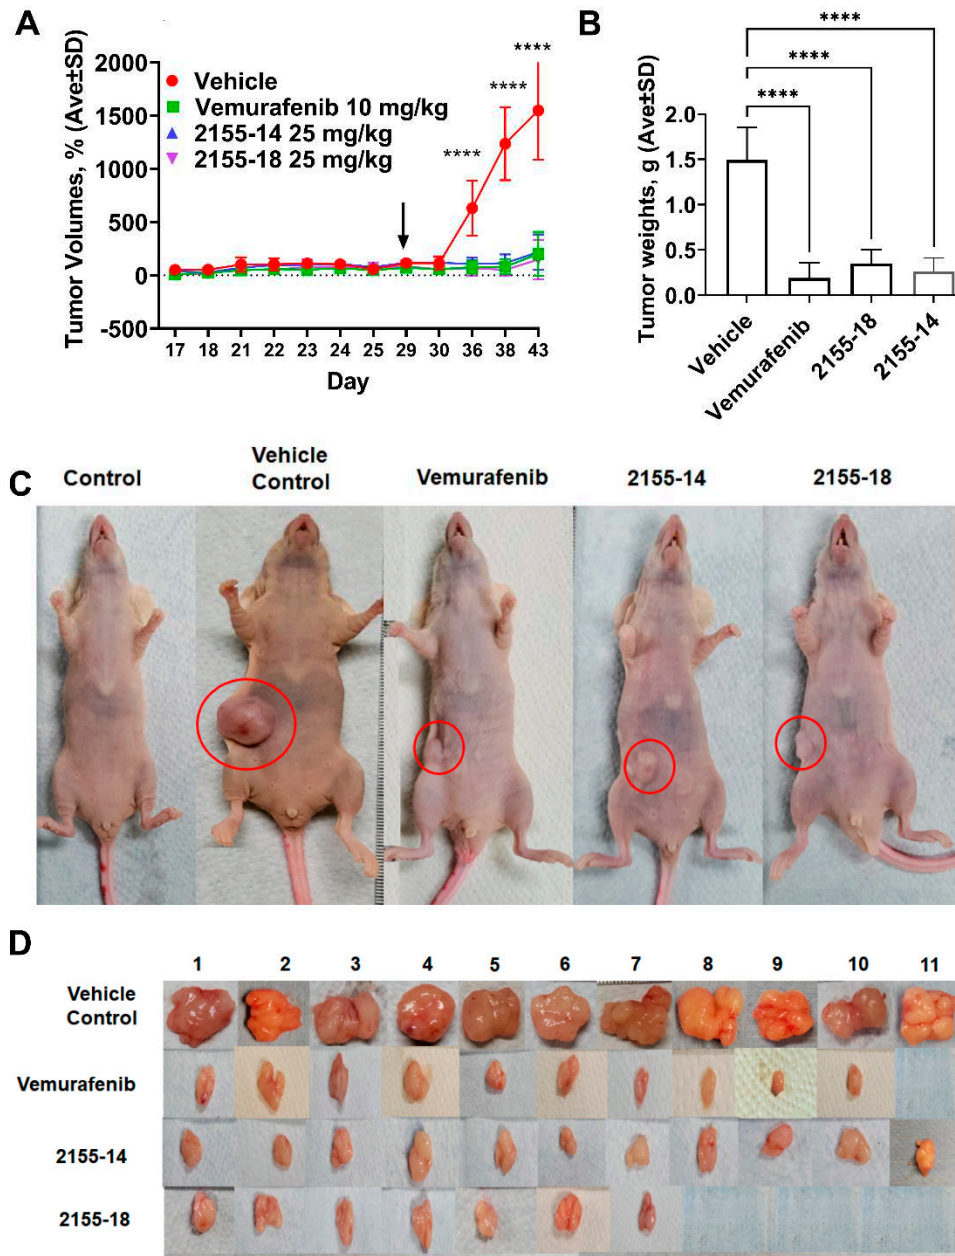 A
Tumor Volumes, % (Ave±SD)
2000
1500
1000
500
0
-500
Vehicle
Vemurafenib 10 mg/kg
2155-14 25 mg/kg
2155-18 25 mg/kg
****
****
****
17 18 21 22 23 24 25 29 30 36 38 43
Day
B
Tumor weights, g (Ave±SD)
2.0
1.5
1.0
0.5
0.0
****
****
****
Vehicle
Vemurafenib
2155-18
2155-14
C
Control
Vehicle
Control
Vemurafenib
2155-14
2155-18
D
1 2 3 4 5 6 7 8 9 10 11
Vehicle
Control
Vemurafenib
2155-14
2155-18